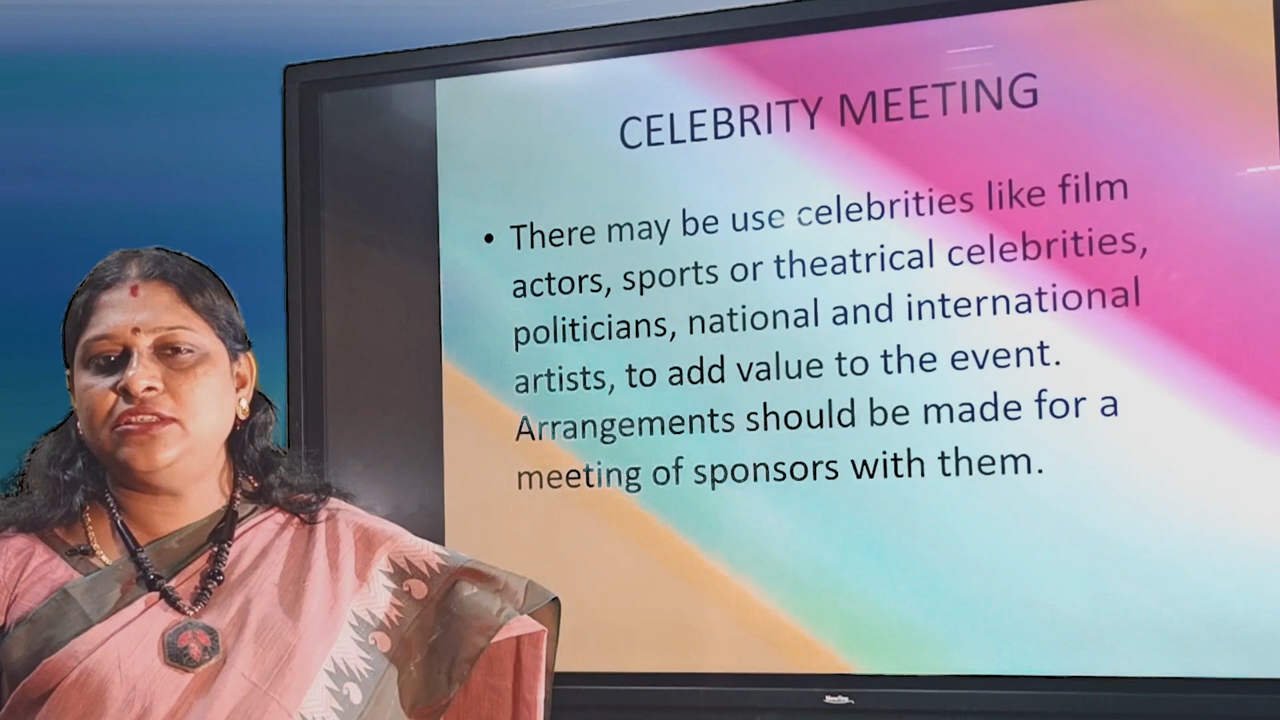 CELEBRITY MEETING
• There may be use celebrities like film
actors, sports or theatrical celebrities,
politicians, national and international
artists, to add value to the event.
Arrangements should be made for a
meeting of sponsors with them.